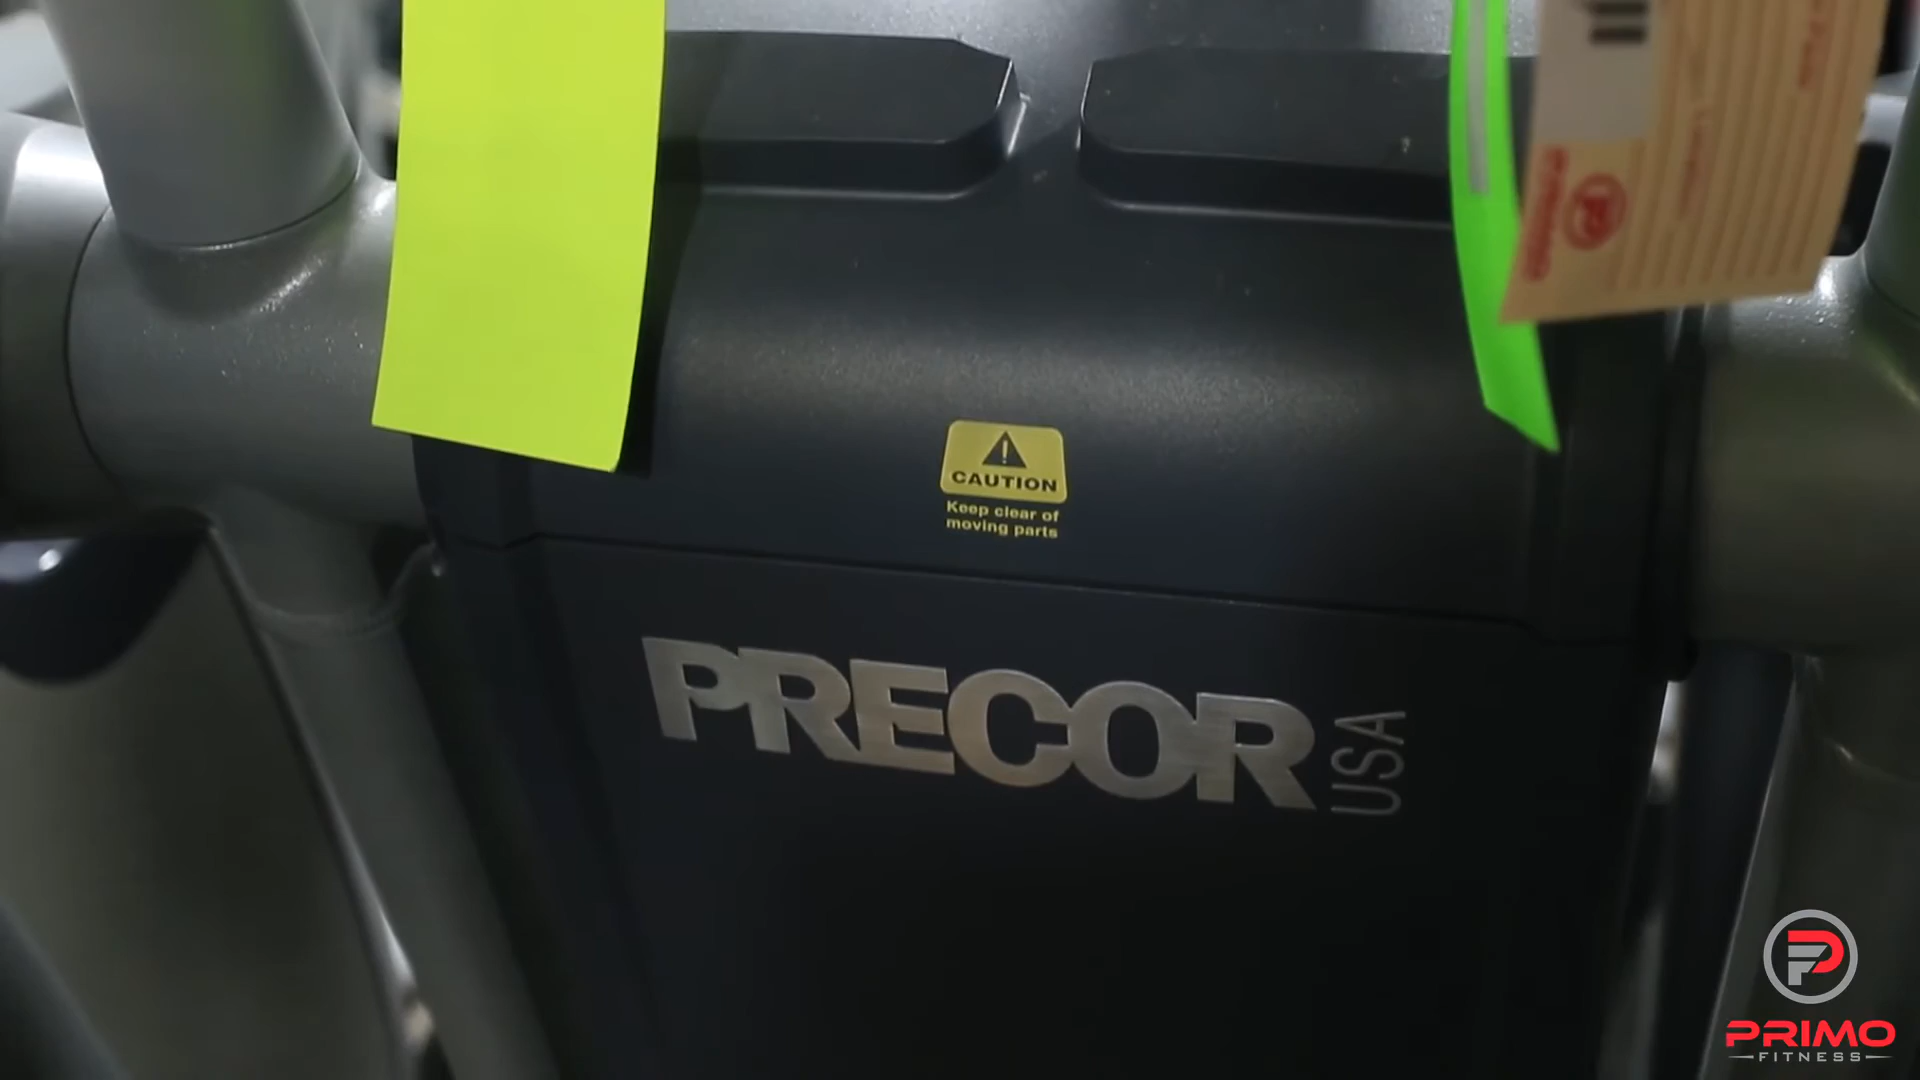 CAUTION
Keep clear of
moving parts
PRECOR
USA
PRIMO
FITNESS